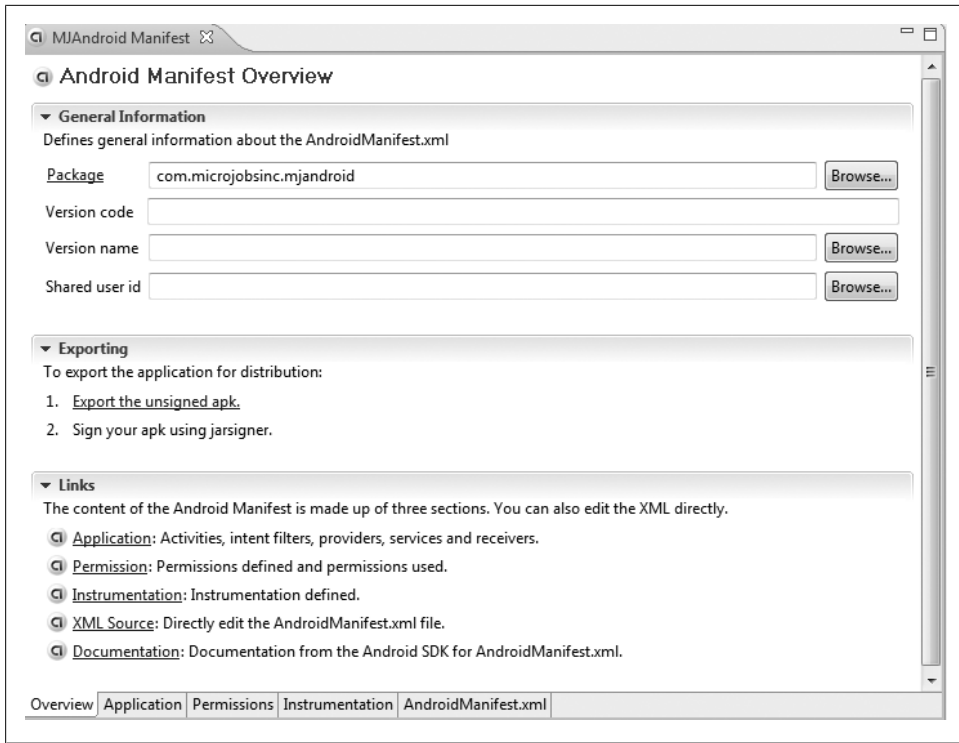 MJAndroid Manifest
Android Manifest Overview
General Information
Defines general information about the AndroidManifest.xml
Package com.microjobsinc.mjandroid Browse...
Version code
Version name Browse...
Shared user id Browse...
Exporting
To export the application for distribution:
1. Export the unsigned apk.
2. Sign your apk using jarsigner.
Links
The content of the Android Manifest is made up of three sections. You can also edit the XML directly.
Application: Activities, intent filters, providers, services and receivers.
Permission: Permissions defined and permissions used.
Instrumentation: Instrumentation defined.
XML Source: Directly edit the AndroidManifest.xml file.
Documentation: Documentation from the Android SDK for AndroidManifest.xml.
Overview Application Permissions Instrumentation AndroidManifest.xml